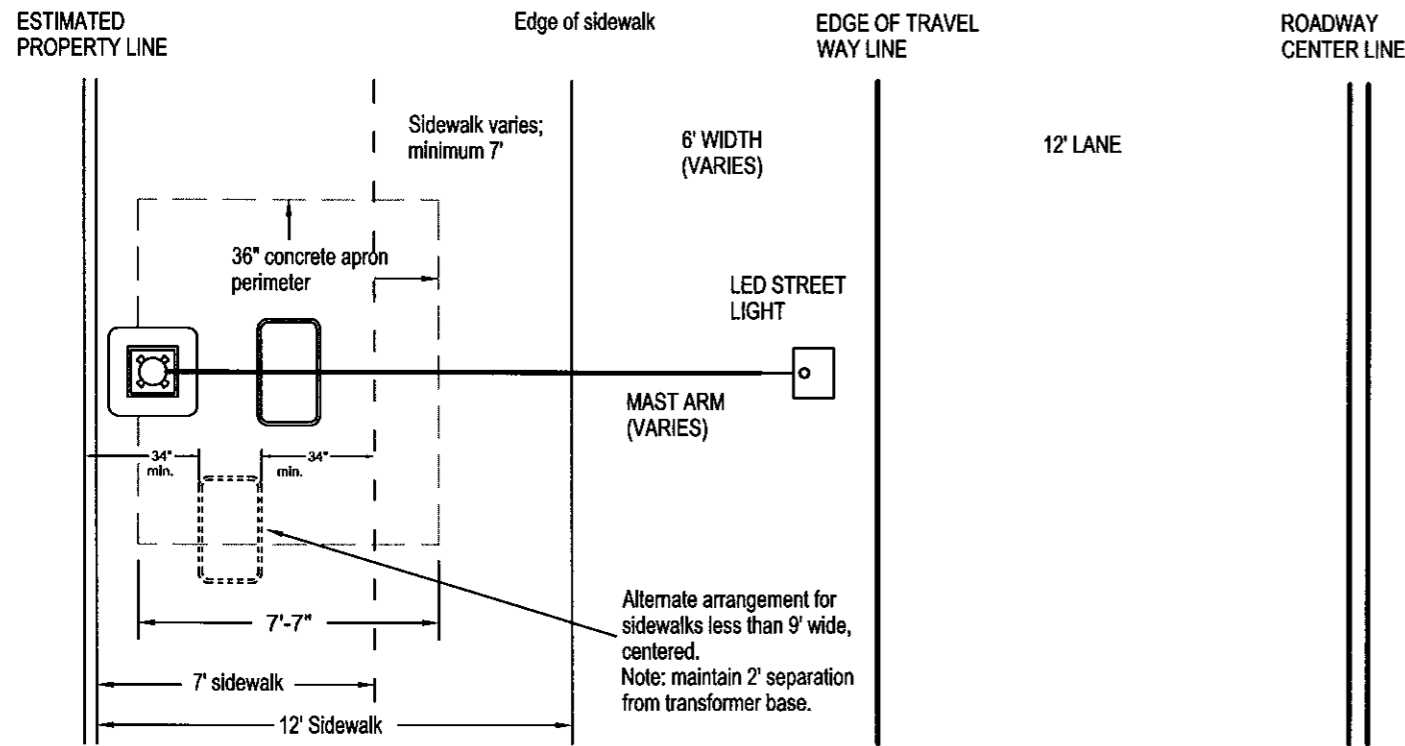 ESTIMATED
PROPERTY LINE
Edge of sidewalk
EDGE OF TRAVEL
WAY LINE
ROADWAY
CENTER LINE
Sidewalk varies;
minimum 7'
6' WIDTH
(VARIES)
12' LANE
36" concrete apron
perimeter
LED STREET
LIGHT
MAST ARM
(VARIES)
34"
min.
34"
min.
Alternate arrangement for
sidewalks less than 9' wide,
centered.
Note: maintain 2' separation
from transformer base.
7'-7"
7' sidewalk
12' Sidewalk